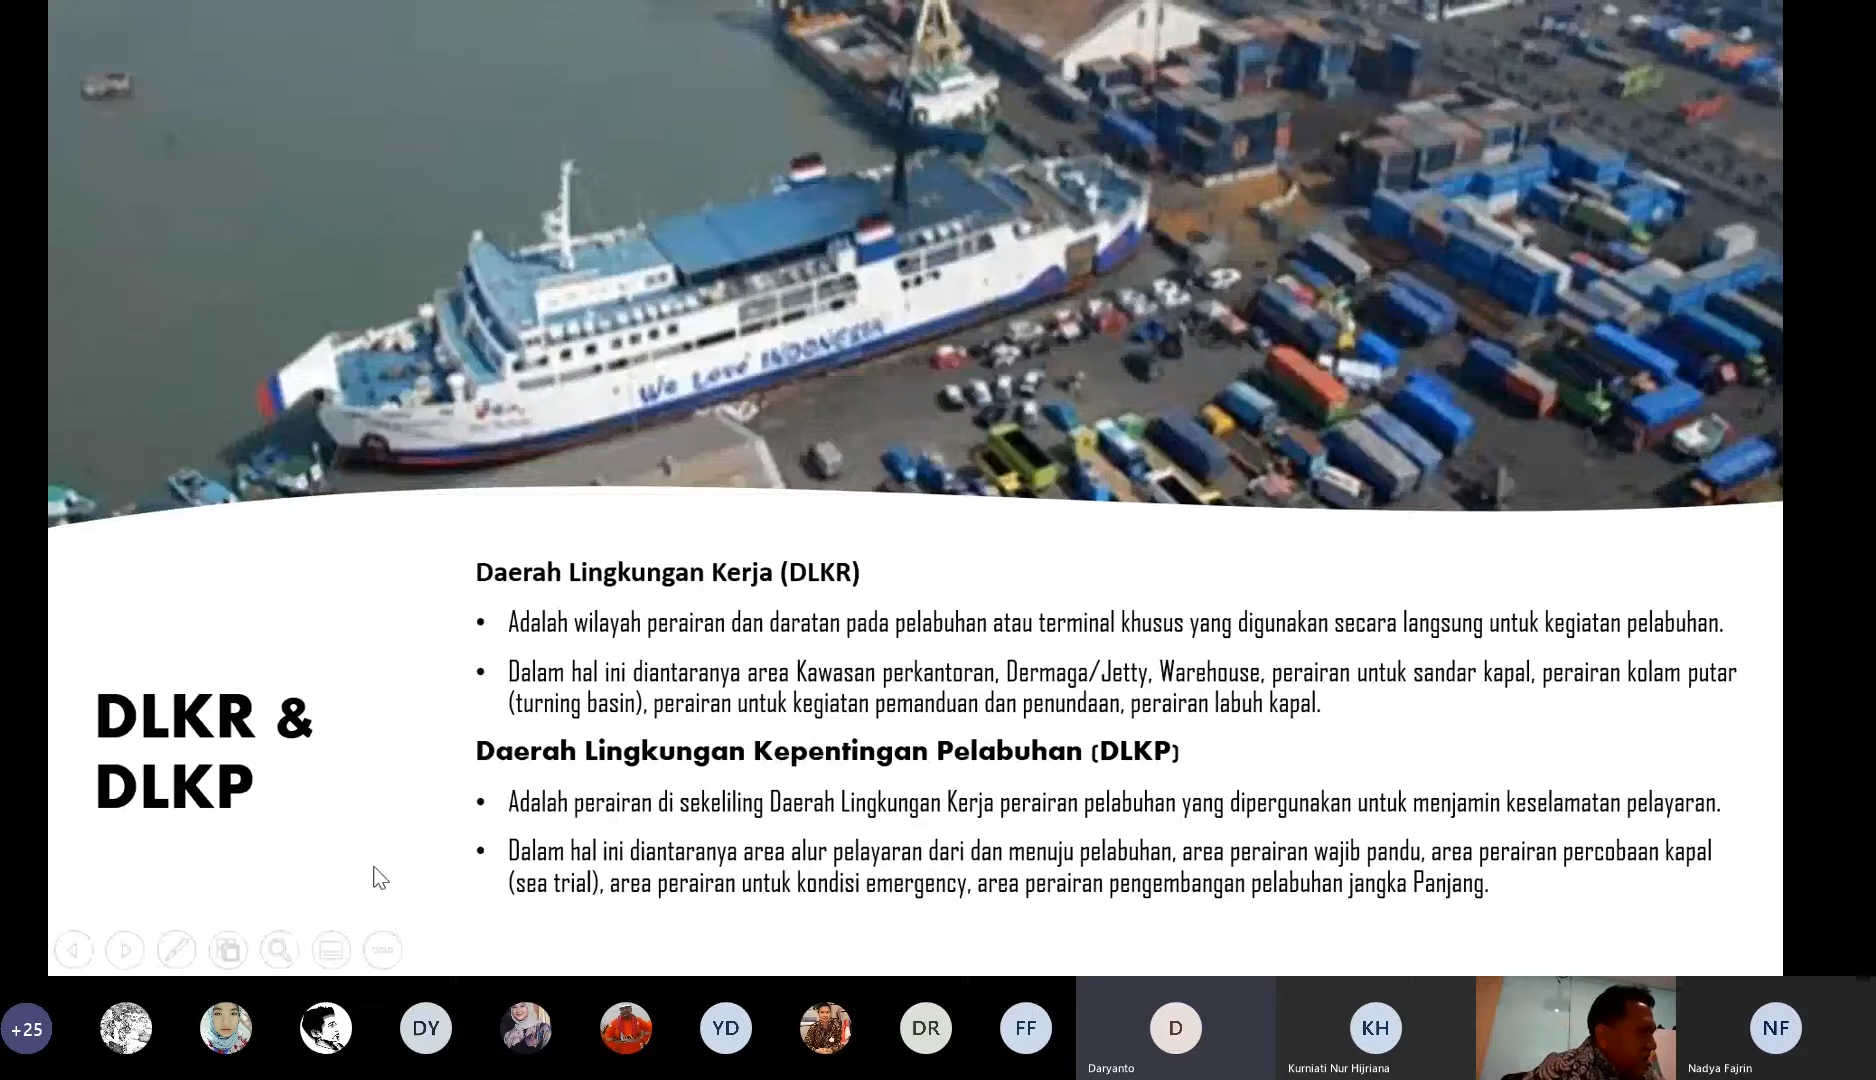 We Love INDONESIA
DLKR &
DLKP
Daerah Lingkungan Kerja (DLKR)
• Adalah wilayah perairan dan daratan pada pelabuhan atau terminal khusus yang digunakan secara langsung untuk kegiatan pelabuhan.
• Dalam hal ini diantaranya area Kawasan perkantoran, Dermaga/Jetty, Warehouse, perairan untuk sandar kapal, perairan kolam putar
(turning basin), perairan untuk kegiatan pemanduan dan penundaan, perairan labuh kapal.
Daerah Lingkungan Kepentingan Pelabuhan (DLKP)
• Adalah perairan di sekeliling Daerah Lingkungan Kerja perairan pelabuhan yang dipergunakan untuk menjamin keselamatan pelayaran.
• Dalam hal ini diantaranya area alur pelayaran dari dan menuju pelabuhan, area perairan wajib pandu, area perairan percobaan kapal
(sea trial), area perairan untuk kondisi emergency, area perairan pengembangan pelabuhan jangka Panjang.
+25
DY
YD
DR
FF
D
Daryanto
KH
Kurniati Nur Hijriana
NF
Nadya Fajrin